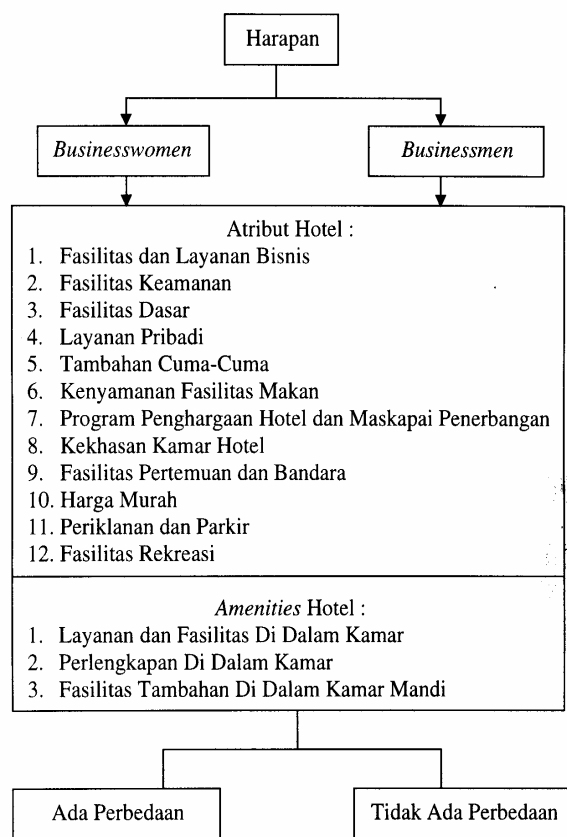 Harapan
Businesswomen
Businessmen
Atribut Hotel :
1. Fasilitas dan Layanan Bisnis
2. Fasilitas Keamanan
3. Fasilitas Dasar
4. Layanan Pribadi
5. Tambahan Cuma-Cuma
6. Kenyamanan Fasilitas Makan
7. Program Penghargaan Hotel dan Maskapai Penerbangan
8. Kekhasan Kamar Hotel
9. Fasilitas Pertemuan dan Bandara
10. Harga Murah
11. Periklanan dan Parkir
12. Fasilitas Rekreasi
Amenities Hotel :
1. Layanan dan Fasilitas Di Dalam Kamar
2. Perlengkapan Di Dalam Kamar
3. Fasilitas Tambahan Di Dalam Kamar Mandi
Ada Perbedaan
Tidak Ada Perbedaan